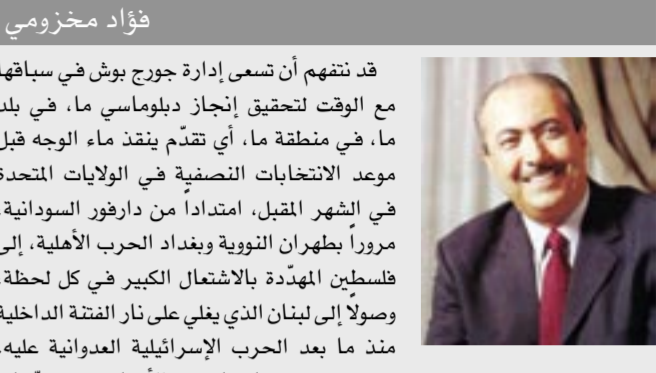 فؤاد مخزومي
قد نتفهم أن تسعى إدارة جورج بوش في سباقها
مع الوقت لتحقيق إنجاز دبلوماسي ما، في بلد
ما، في منطقة ما، أي تقدّم ينقذ ماء الوجه قبل
موعد الانتخابات النصفية في الولايات المتحدة
في الشهر المقبل، امتداداً من دارفور السودانية،
مروراً بطهران النووية وبغداد الحرب الأهلية، إلى
فلسطين المهدّدة بالاشتعال الكبير في كل لحظة،
وصولاً إلى لبنان الذي يغلي على نار الفتنة الداخلية
منذ ما بعد الحرب الإسرائيلية العدوانية عليه.